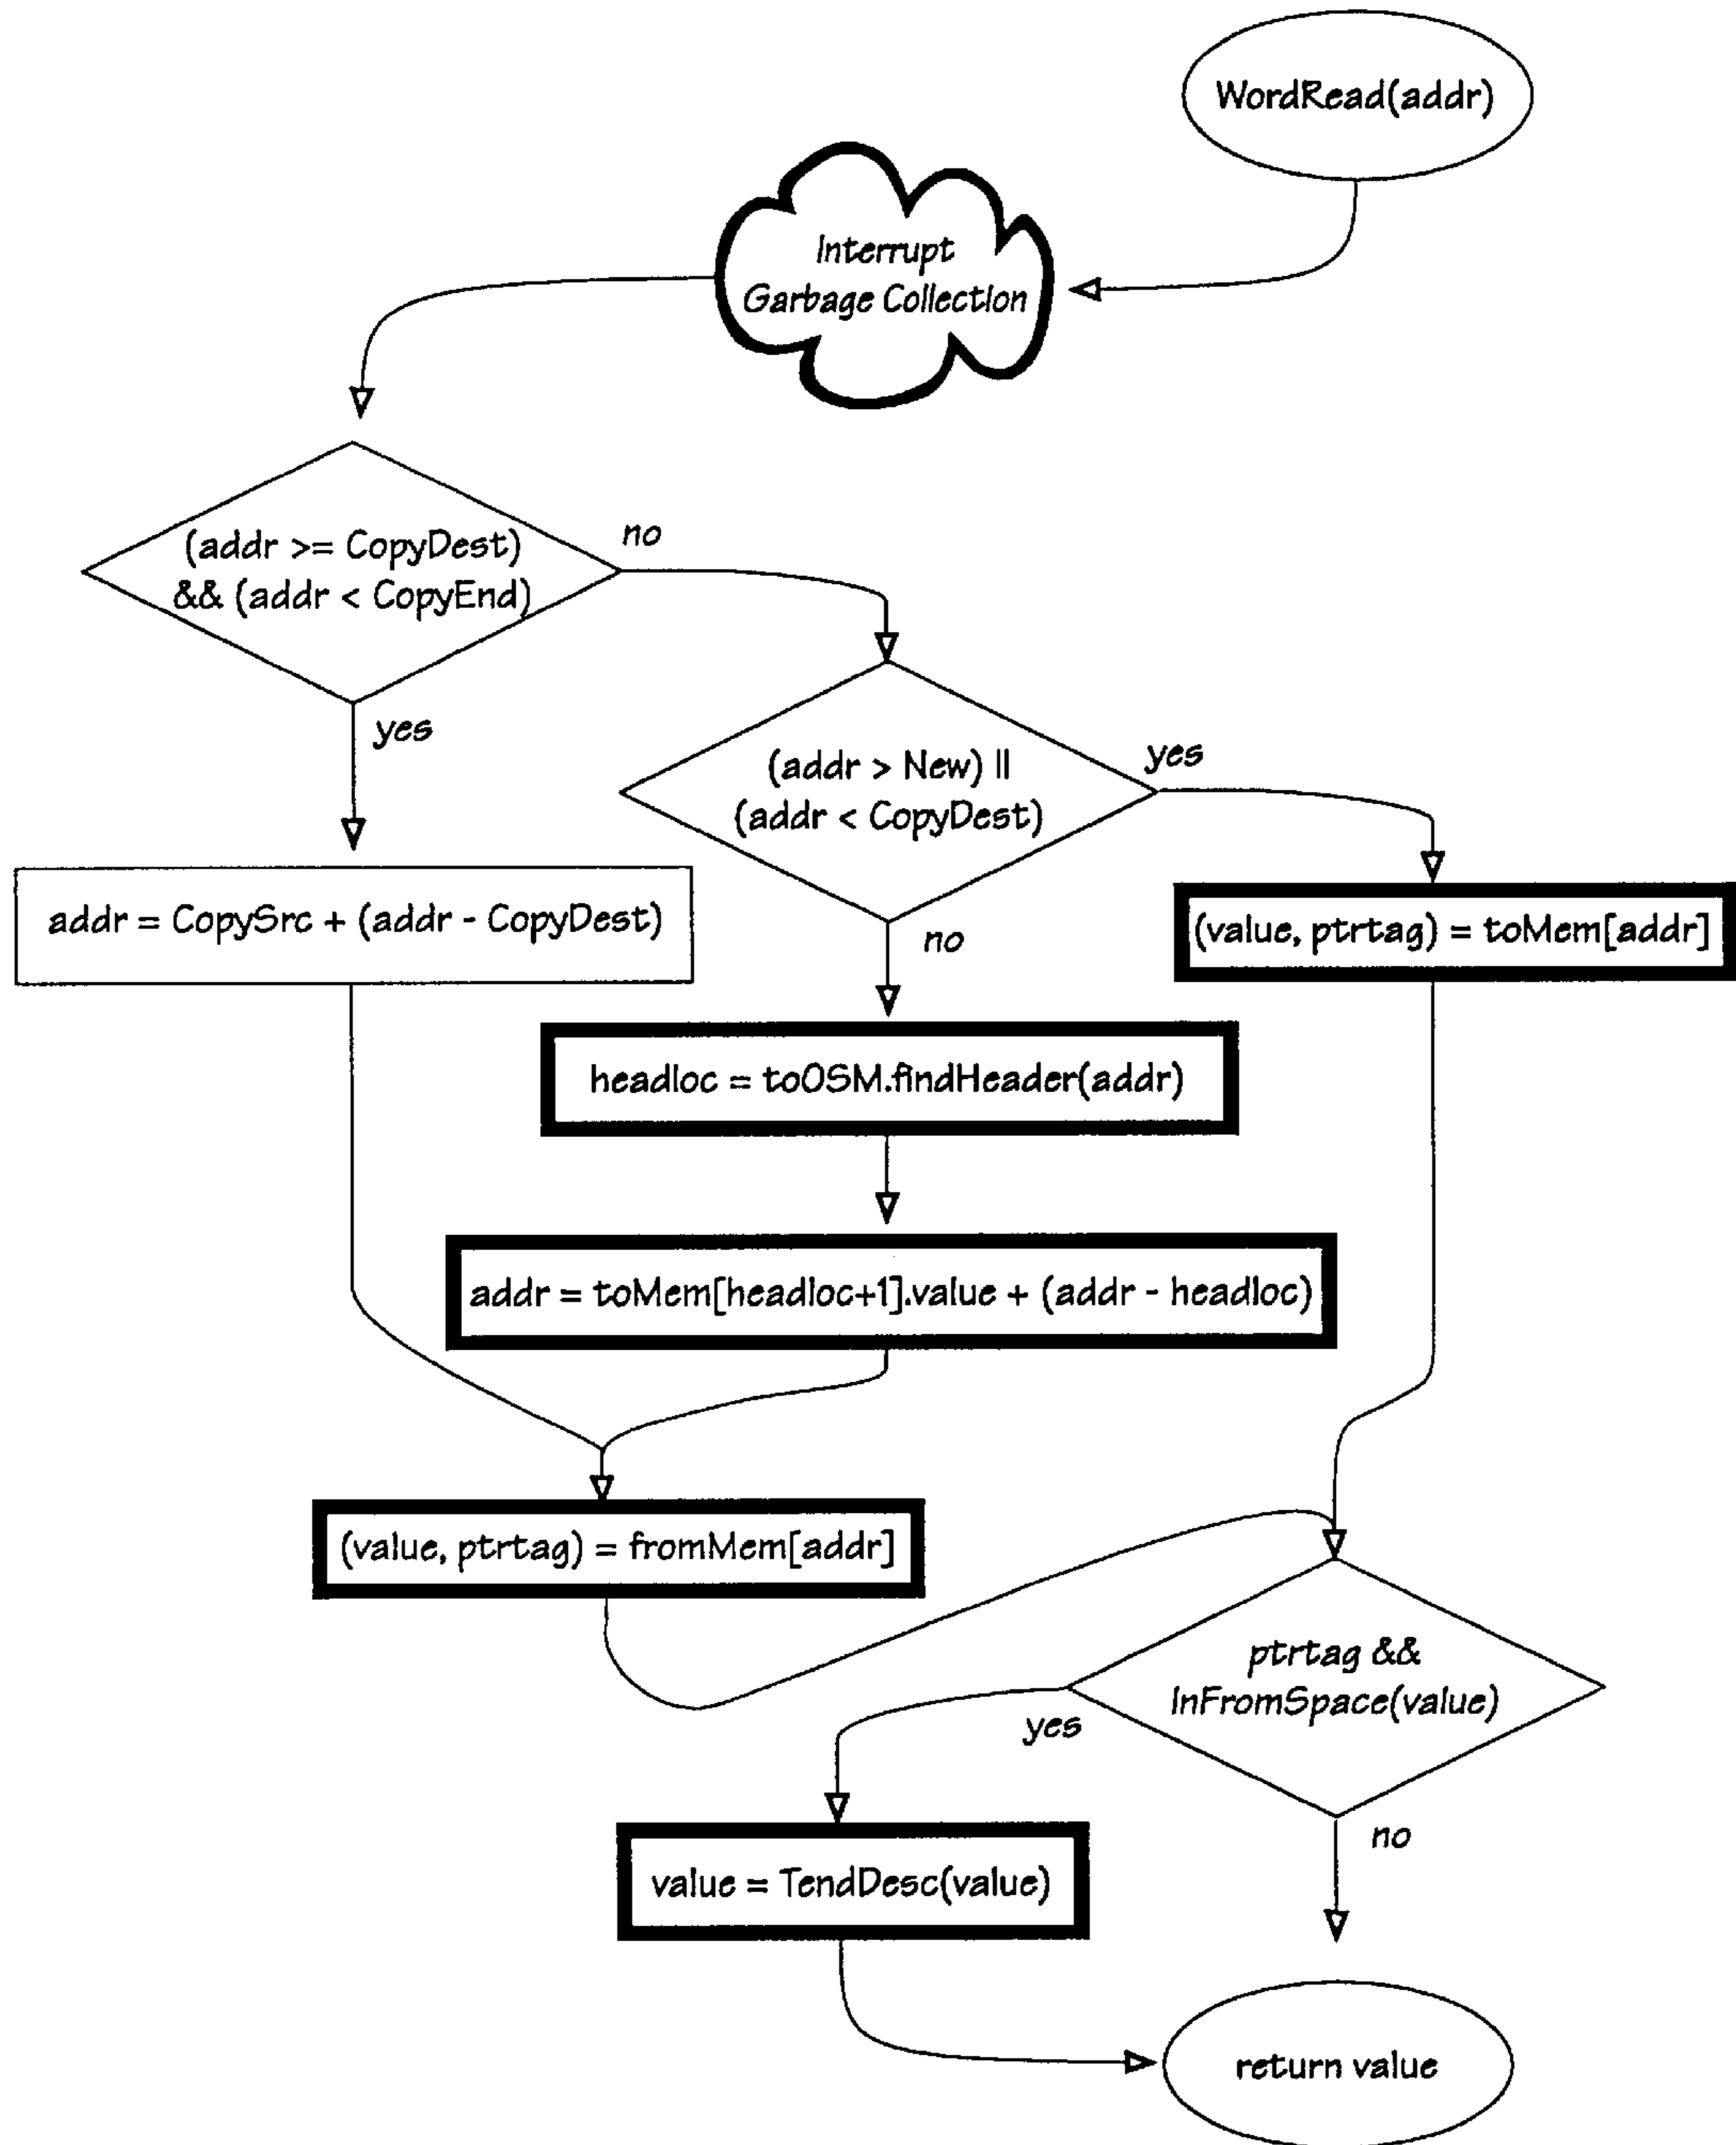 WordRead(addr)
Interrupt
Garbage Collection
(addr >= CopyDest)
&& (addr < CopyEnd)
no
yes
(addr > New) ||
(addr < CopyDest)
yes
no
addr = CopySrc + (addr - CopyDest)
(value, ptrtag) = toMem[addr]
headloc = toOSM.findHeader(addr)
addr = toMem[headloc+1].value + (addr - headloc)
(value, ptrtag) = fromMem[addr]
ptrtag &&
InFromSpace(value)
yes
no
value = TendDesc(value)
return value